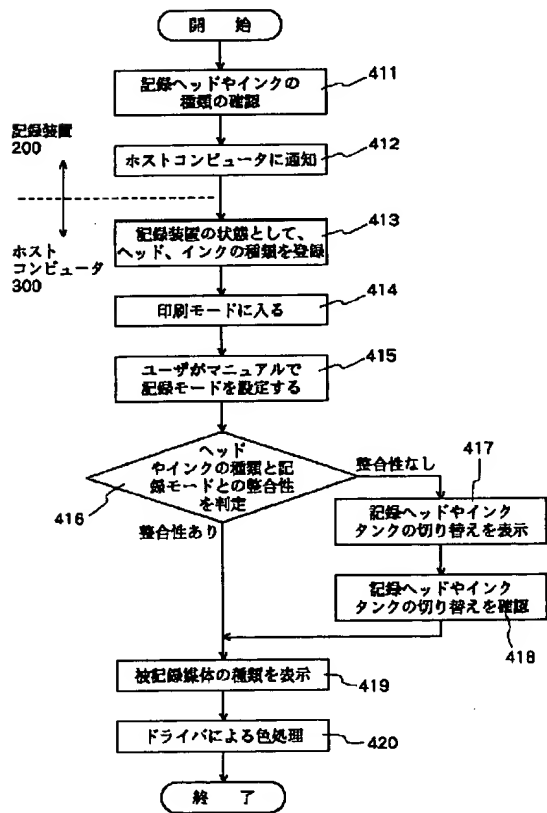 開 始
記録ヘッドやインクの
種類の確認
411
記録装置
200
ホストコンピュータに通知
412
ホスト
コンピュータ
300
記録装置の状態として、
ヘッド、インクの種類を登録
413
印刷モードに入る
414
ユーザがマニュアルで
記録モードを設定する
415
ヘッド
やインクの種類と記
録モードとの整合性
を判定
416
整合性なし
整合性あり
417
記録ヘッドやインク
タンクの切り替えを表示
記録ヘッドやインク
タンクの切り替えを確認
418
被記録媒体の種類を表示
419
ドライバによる色処理
420
終 了